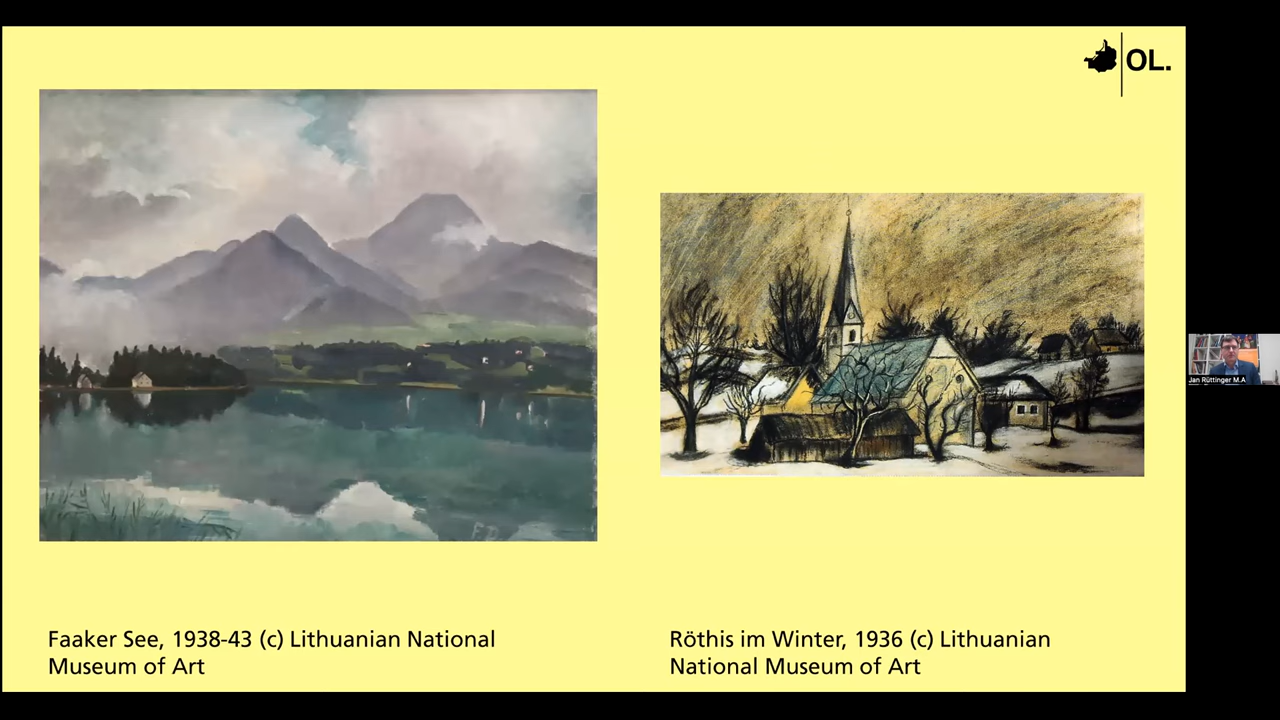 OL.
Faaker See, 1938-43 (c) Lithuanian National
Museum of Art
Röthis im Winter, 1936 (c) Lithuanian
National Museum of Art
Jan Rüttinger M.A